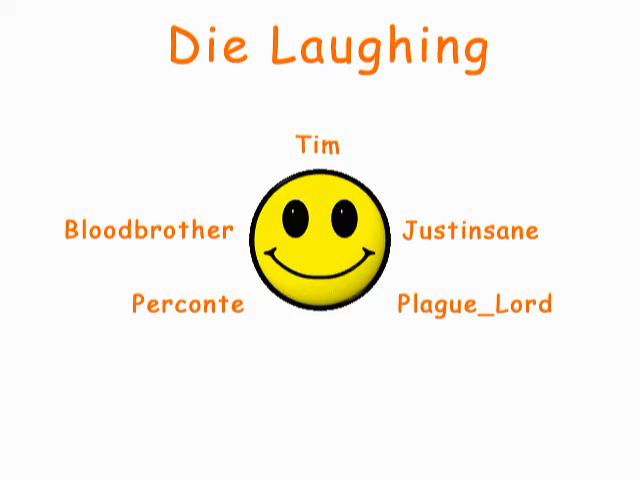 Die Laughing
Tim
Bloodbrother
Justinsane
Perconte
Plague_Lord